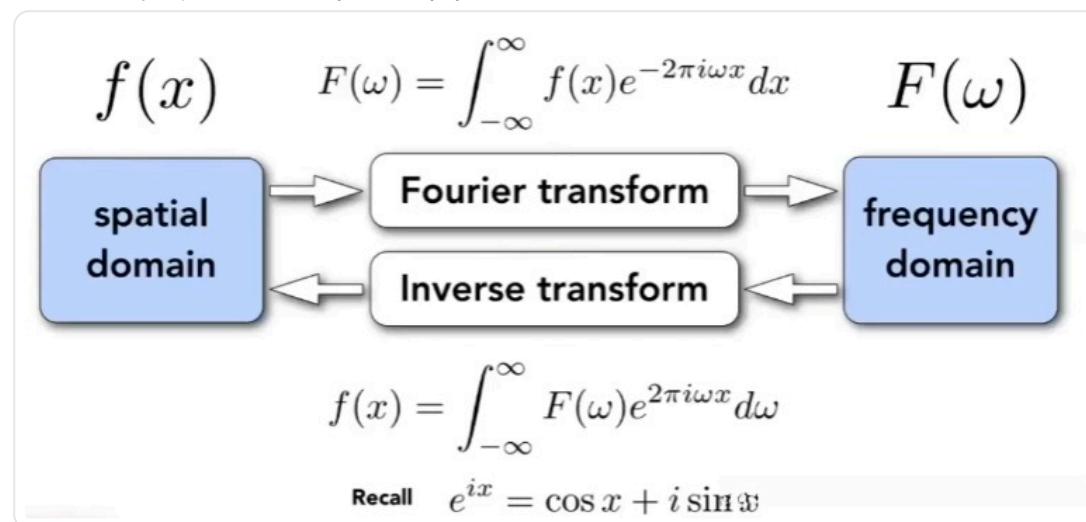 f(x) F(ω) = ∫_{-∞}^{∞} f(x)e^{-2πiωx}dx F(ω)
spatial domain
Fourier transform
frequency domain
Inverse transform
f(x) = ∫_{-∞}^{∞} F(ω)e^{2πiωx}dω
Recall e^{ix} = cos x + i sin x